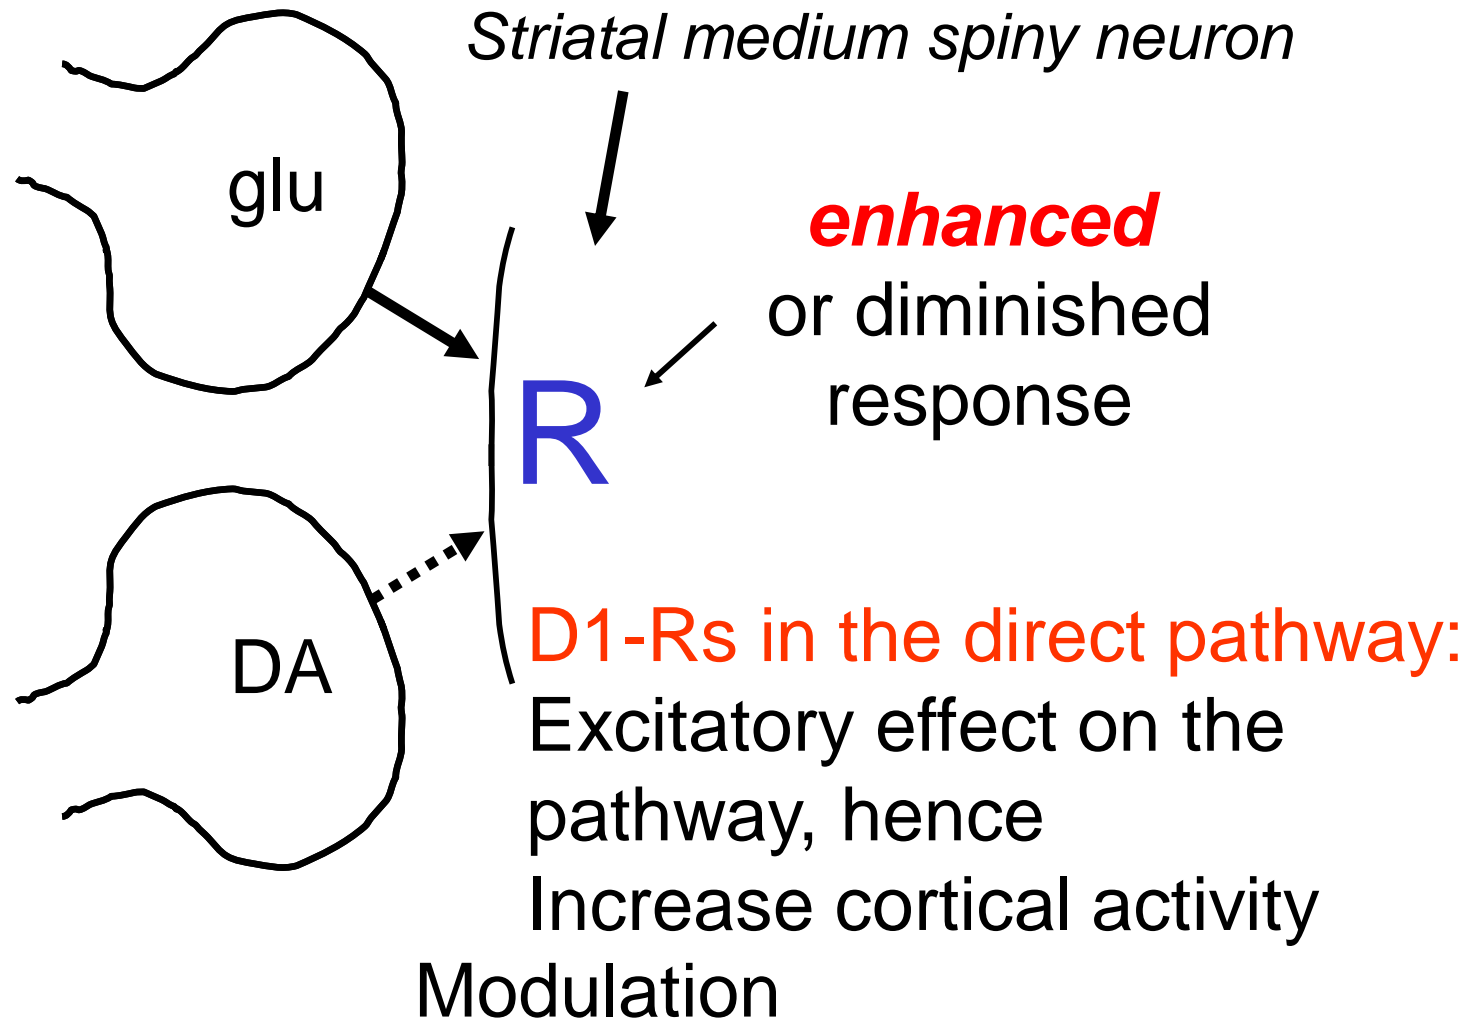 Striatal medium spiny neuron
glu
enhanced
or diminished
response
R
DA
D1-Rs in the direct pathway:
Excitatory effect on the
pathway, hence
Increase cortical activity
Modulation